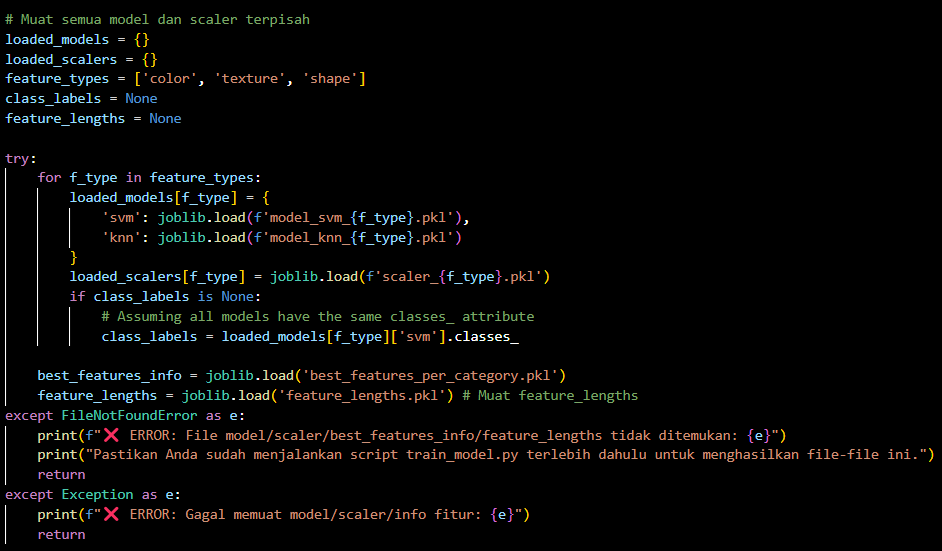 # Muat semua model dan scaler terpisah
loaded_models = {}
loaded_scalers = {}
feature_types = ['color', 'texture', 'shape']
class_labels = None
feature_lengths = None

try:
    for f_type in feature_types:
        loaded_models[f_type] = {
            'svm': joblib.load(f'model_svm_{f_type}.pkl'),
            'knn': joblib.load(f'model_knn_{f_type}.pkl')
        }
        loaded_scalers[f_type] = joblib.load(f'scaler_{f_type}.pkl')
        if class_labels is None:
            # Assuming all models have the same classes_ attribute
            class_labels = loaded_models[f_type]['svm'].classes_

    best_features_info = joblib.load('best_features_per_category.pkl')
    feature_lengths = joblib.load('feature_lengths.pkl') # Muat feature_lengths
except FileNotFoundError as e:
    print(f"❌ ERROR: File model/scaler/best_features_info/feature_lengths tidak ditemukan: {e}")
    print("Pastikan Anda sudah menjalankan script train_model.py terlebih dahulu untuk menghasilkan file-file ini.")
    return
except Exception as e:
    print(f"❌ ERROR: Gagal memuat model/scaler/info fitur: {e}")
    return